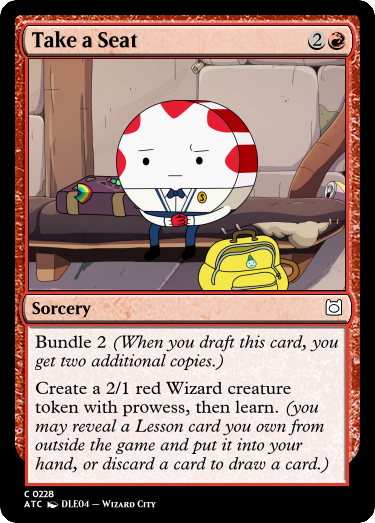 Take a Seat 2
Sorcery
Bundle 2 (When you draft this card, you
get two additional copies.)
Create a 2/1 red Wizard creature
token with prowess, then learn. (you
may reveal a Lesson card you own from
outside the game and put it into your
hand, or discard a card to draw a card.)
C 0228
ATC DLE04 – Wizard City